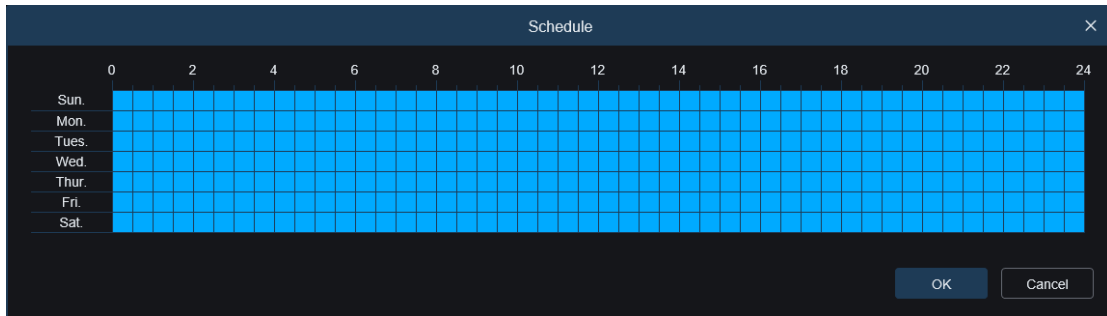 Schedule
0 2 4 6 8 10 12 14 16 18 20 22 24
Sun.
Mon.
Tues.
Wed.
Thur.
Fri.
Sat.
OK Cancel